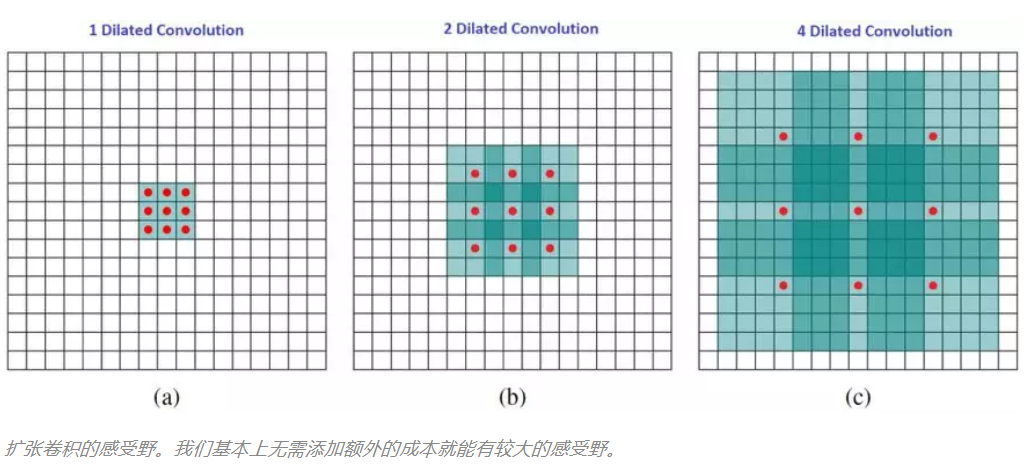 1 Dilated Convolution
2 Dilated Convolution
4 Dilated Convolution
(a)
(b)
(c)
扩张卷积的感受野。我们基本上无需添加额外的成本就能有较大的感受野。